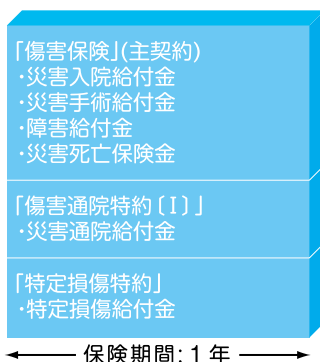 「傷害保険」(主契約)
・災害入院給付金
・災害手術給付金
・障害給付金
・災害死亡保険金
「傷害通院特約〔Ⅰ〕」
・災害通院給付金
「特定損傷特約」
・特定損傷給付金
保険期間:1年